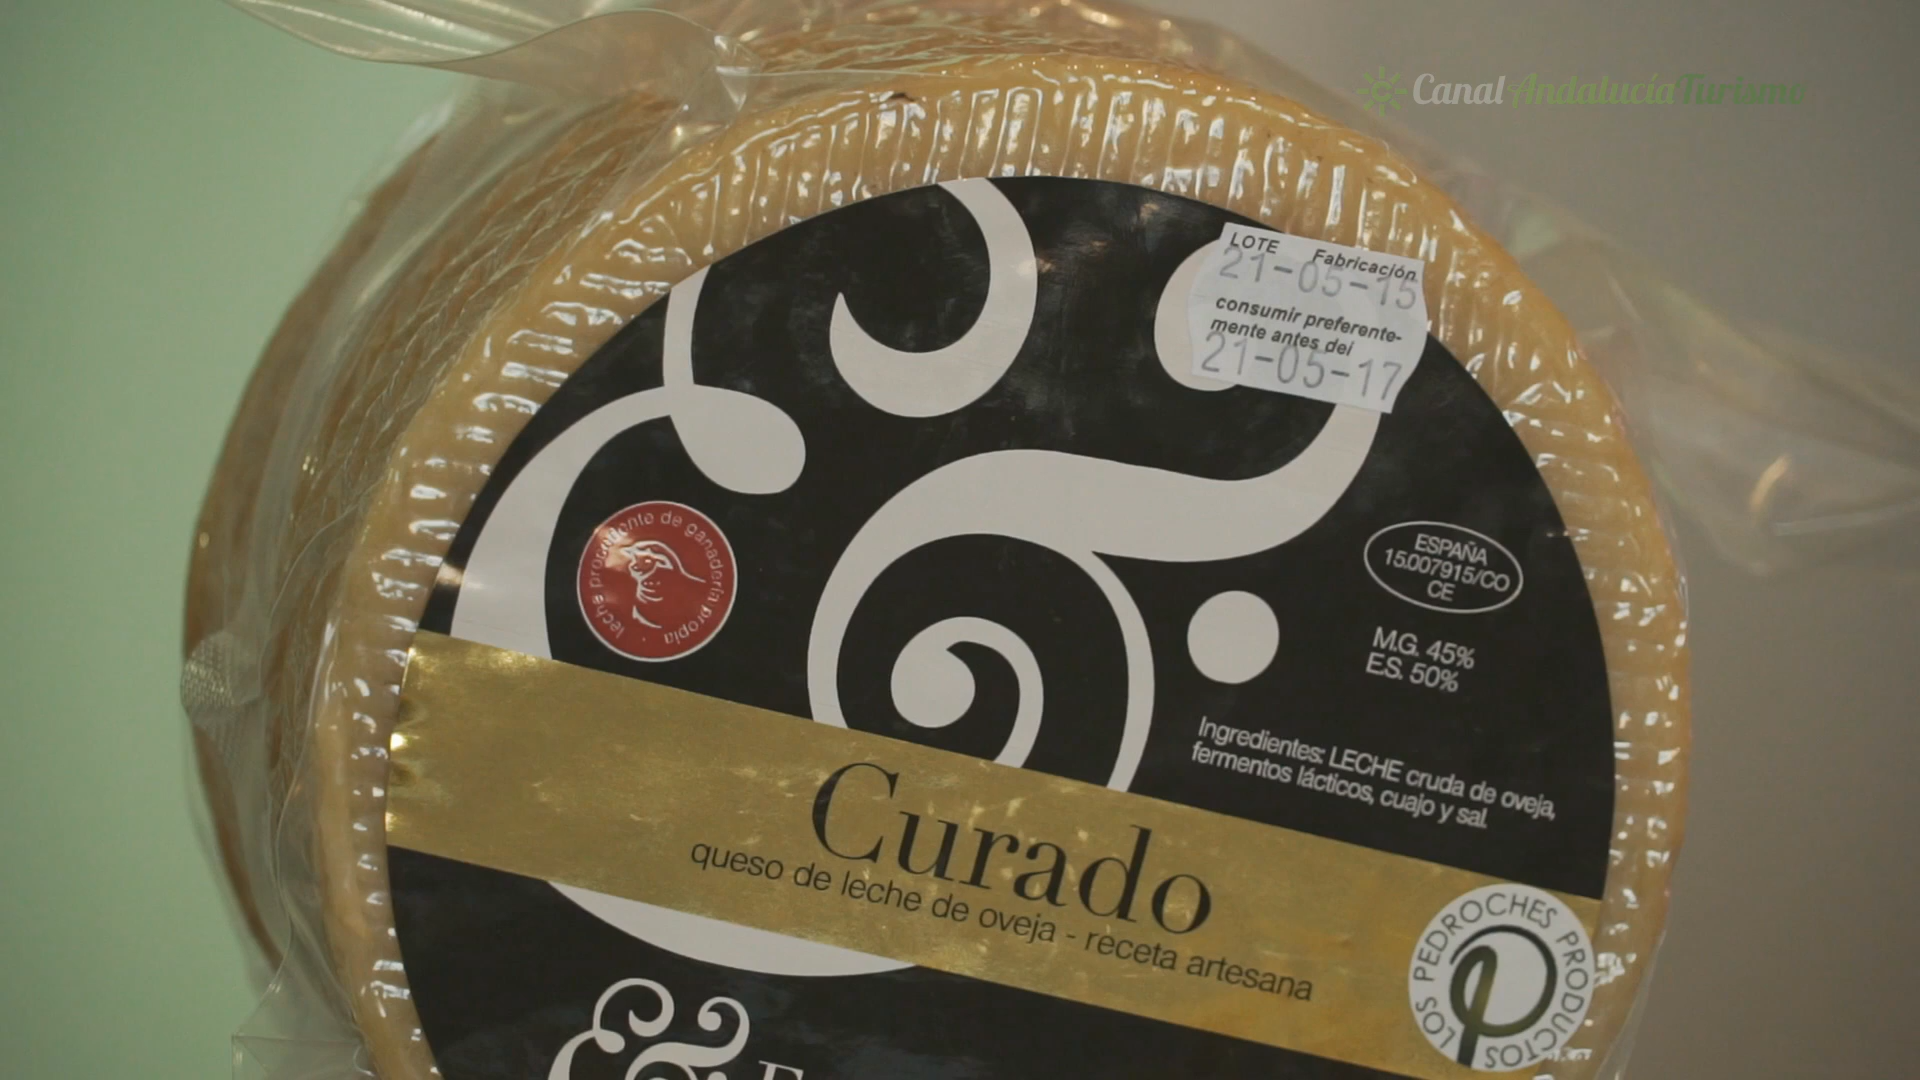 Canal AndalucíaTurismo
LOTE Fabricación
21-05-15
consumir preferente-
mente antes del
21-05-17
leche procedente de ganadería propia
ESPAÑA
15.007915/CO
CE
M.G. 45%
E.S. 50%
Ingredientes: LECHE cruda de oveja,
fermentos lácticos, cuajo y sal.
Curado
queso de leche de oveja - receta artesana
LOS PEDROCHES PRODUCTOS
&